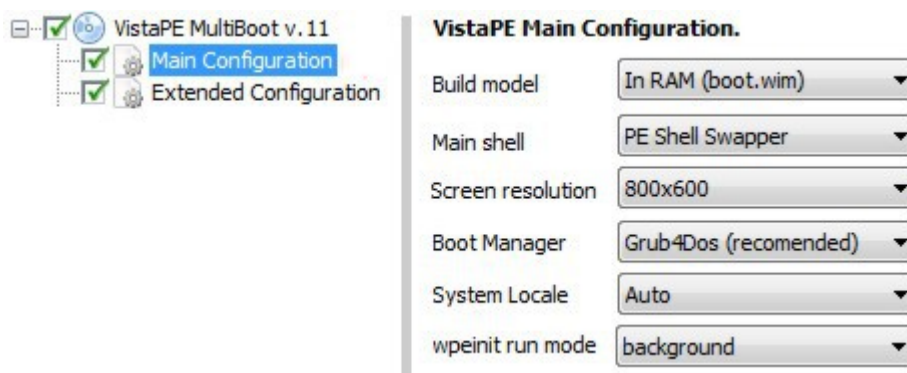 VistaPE MultiBoot v.11
Main Configuration
Extended Configuration
VistaPE Main Configuration.
Build model In RAM (boot.wim)
Main shell PE Shell Swapper
Screen resolution 800x600
Boot Manager Grub4Dos (recomended)
System Locale Auto
wpeinit run mode background